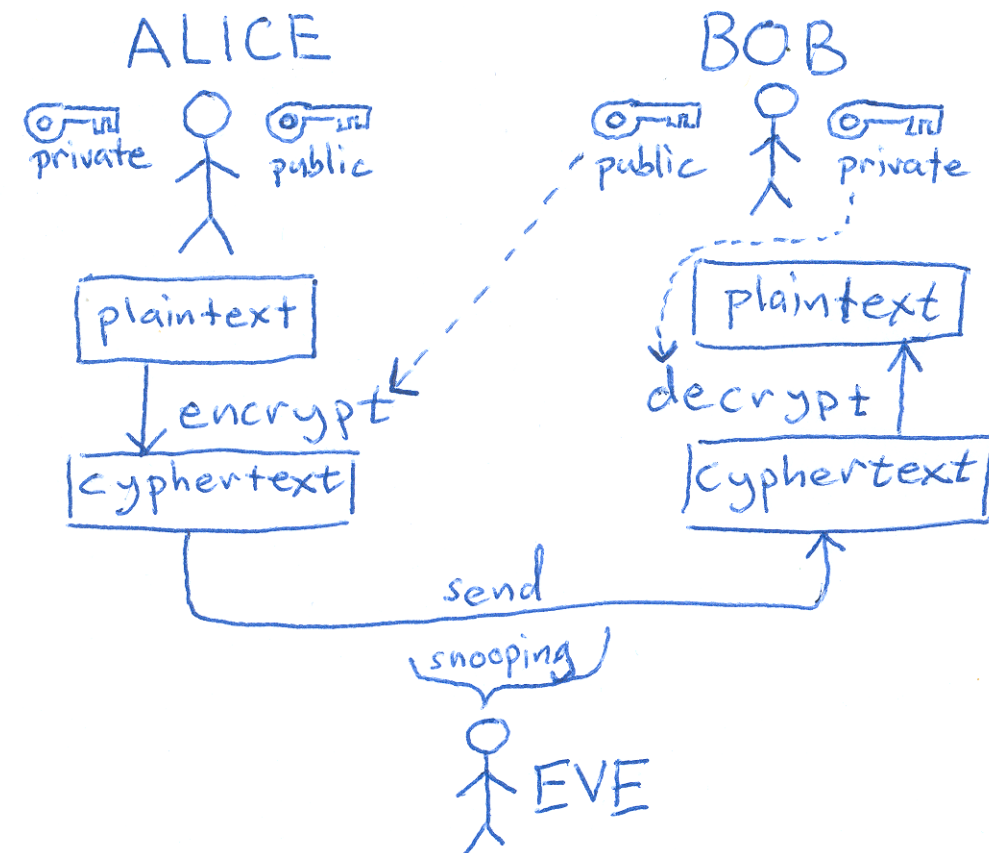 ALICE
BOB
private
public
public
private
plaintext
plaintext
encrypt
decrypt
cyphertext
cyphertext
send
snooping
EVE